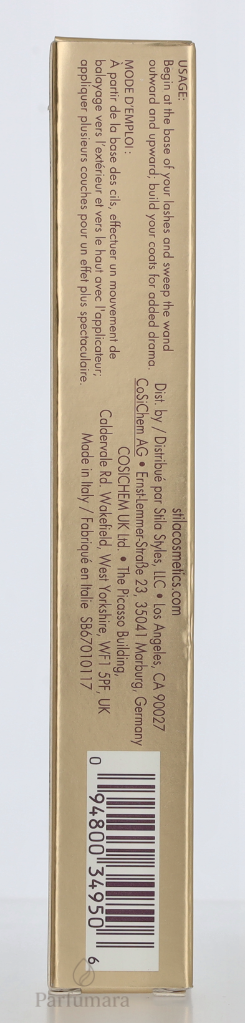 USAGE:
Begin at the base of your lashes and sweep the wand
outward and upward; build your coats for added drama.
MODE D'EMPLOI :
À partir de la base des cils, effectuer un mouvement de
balayage vers l'extérieur et vers le haut avec l'applicateur;
appliquer plusieurs couches pour un effet plus spectaculaire.
stilacosmetics.com
Dist. by / Distribué par Stila Styles, LLC • Los Angeles, CA 90027
CoSiChem AG • Ernst-Lemmer-Straße 23, 35041 Marburg, Germany
COSICHEM UK Ltd. • The Picasso Building,
Caldervale Rd. Wakefield, West Yorkshire, WF1 5PF, UK
Made in Italy / Fabriqué en Italie SB67010117
0 94800 34950 6
Parfumara